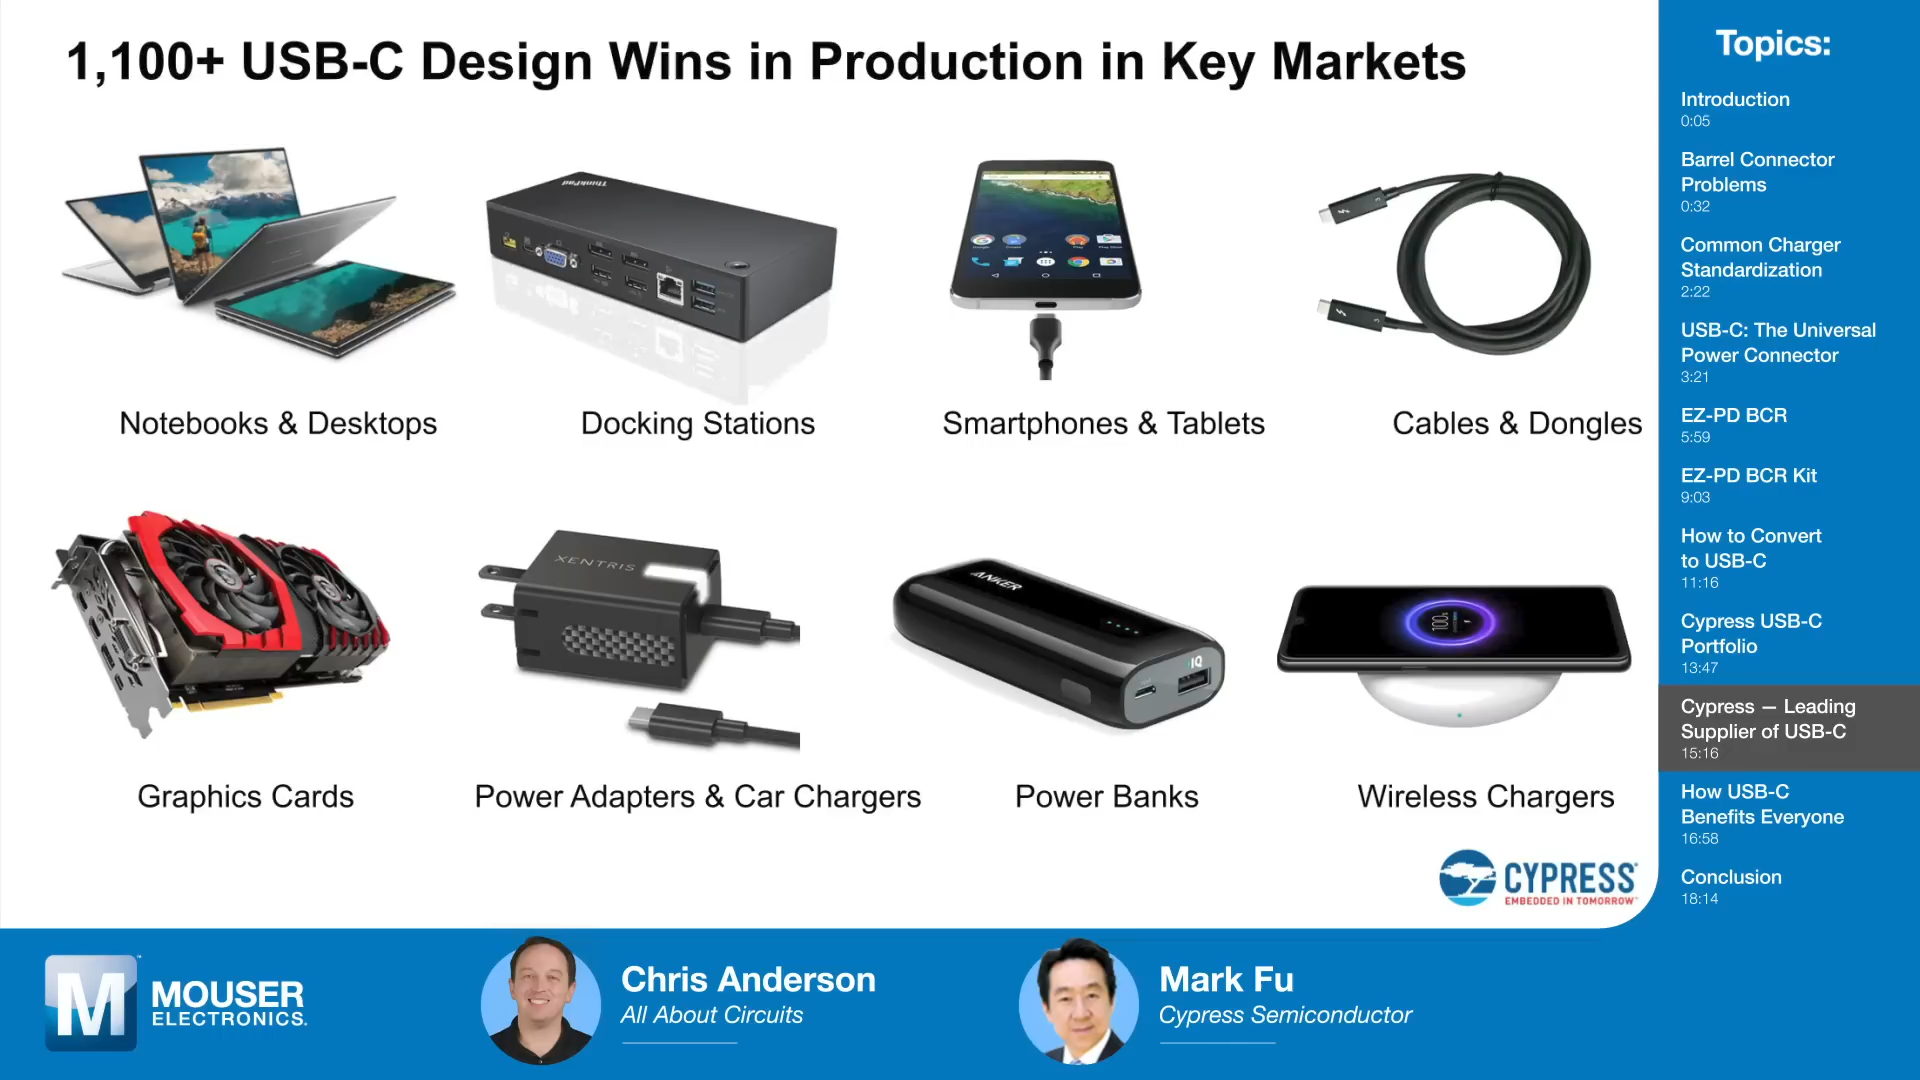 1,100+ USB-C Design Wins in Production in Key Markets
ThinkPad
Notebooks & Desktops
Docking Stations
Smartphones & Tablets
Cables & Dongles
XENTRIS
ANKER
IQ
100
Graphics Cards
Power Adapters & Car Chargers
Power Banks
Wireless Chargers
CYPRESS
EMBEDDED IN TOMORROW™
Topics:
Introduction
0:05
Barrel Connector
Problems
0:32
Common Charger
Standardization
2:22
USB-C: The Universal
Power Connector
3:21
EZ-PD BCR
5:59
EZ-PD BCR Kit
9:03
How to Convert
to USB-C
11:16
Cypress USB-C
Portfolio
13:47
Cypress — Leading
Supplier of USB-C
15:16
How USB-C
Benefits Everyone
16:58
Conclusion
18:14
M
MOUSER
ELECTRONICS.
Chris Anderson
All About Circuits
Mark Fu
Cypress Semiconductor